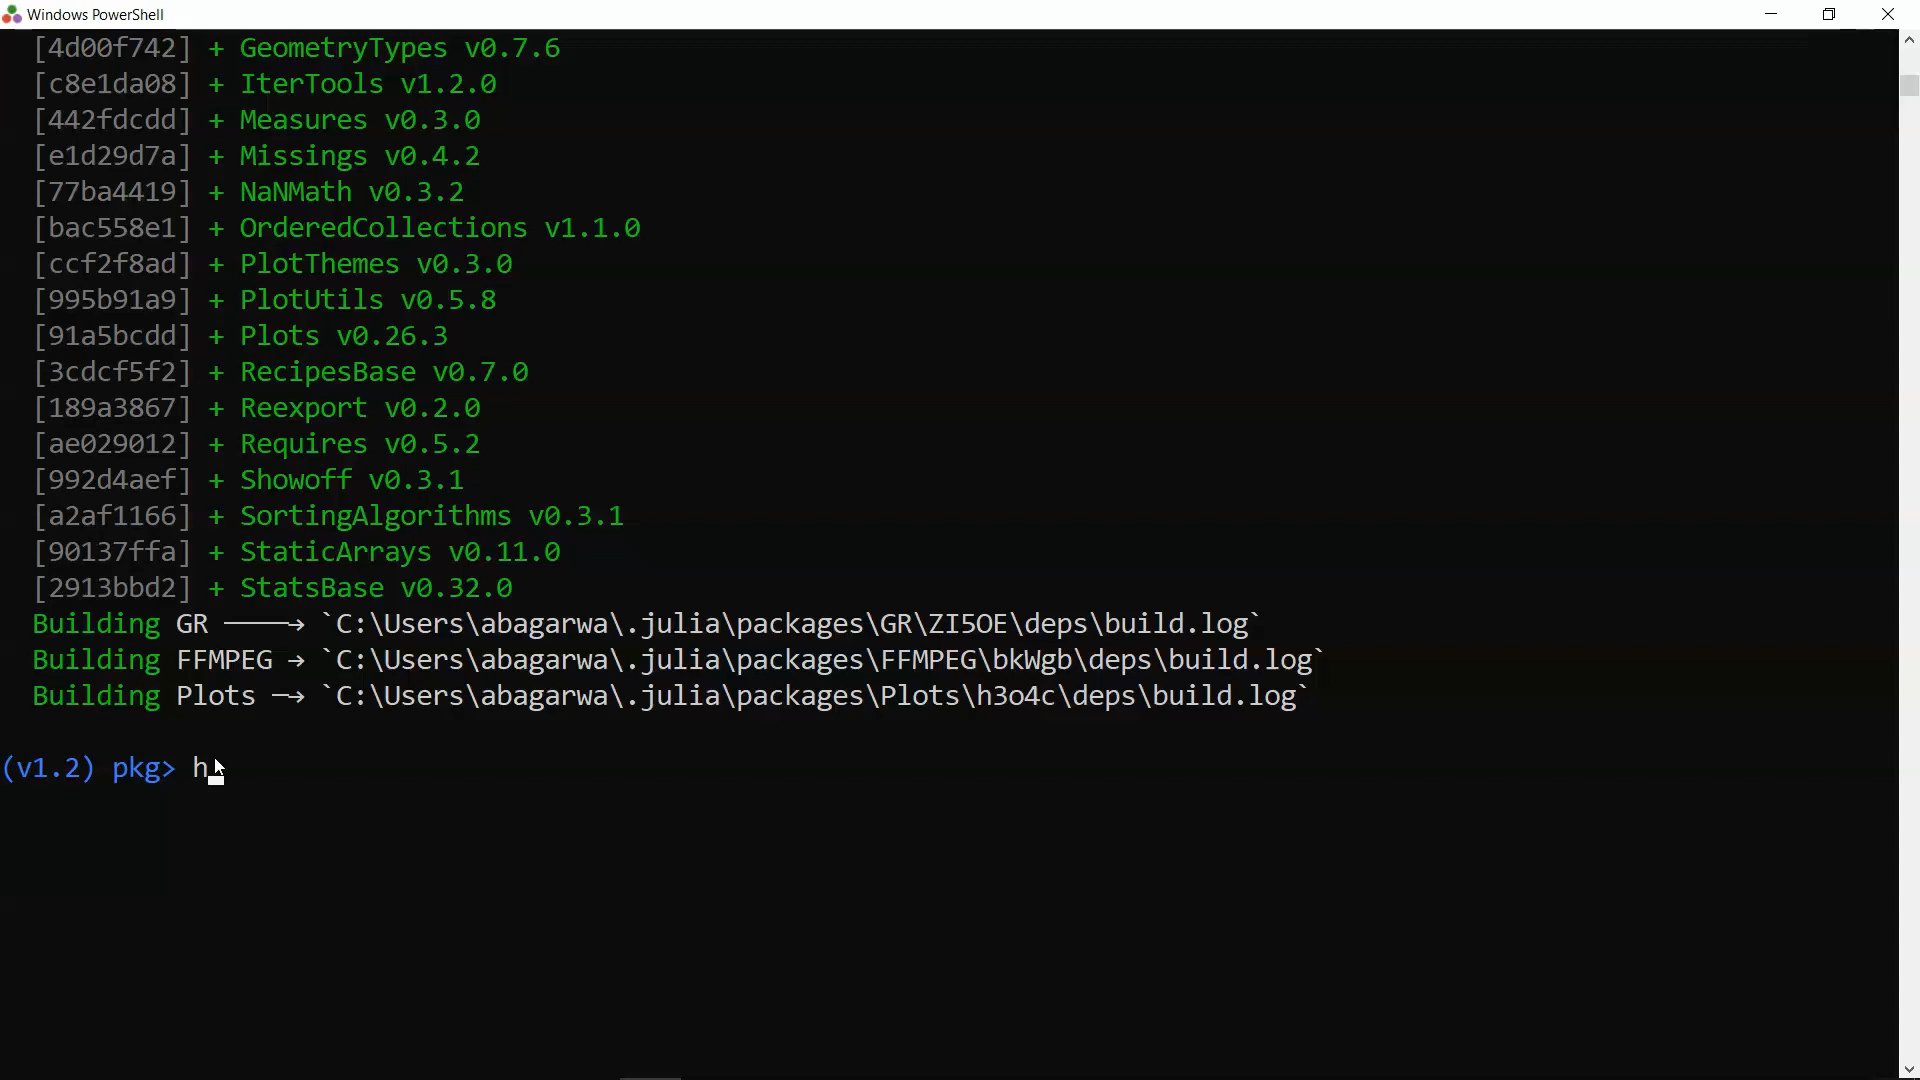 Windows PowerShell
[4d00f742] + GeometryTypes v0.7.6
[c8e1da08] + IterTools v1.2.0
[442fdcdd] + Measures v0.3.0
[e1d29d7a] + Missings v0.4.2
[77ba4419] + NaNMath v0.3.2
[bac558e1] + OrderedCollections v1.1.0
[ccf2f8ad] + PlotThemes v0.3.0
[995b91a9] + PlotUtils v0.5.8
[91a5bcdd] + Plots v0.26.3
[3cdcf5f2] + RecipesBase v0.7.0
[189a3867] + Reexport v0.2.0
[ae029012] + Requires v0.5.2
[992d4aef] + Showoff v0.3.1
[a2af1166] + SortingAlgorithms v0.3.1
[90137ffa] + StaticArrays v0.11.0
[2913bbd2] + StatsBase v0.32.0
Building GR ────→ `C:\Users\abagarwa\.julia\packages\GR\ZI5OE\deps\build.log`
Building FFMPEG → `C:\Users\abagarwa\.julia\packages\FFMPEG\bkWgb\deps\build.log`
Building Plots ─→ `C:\Users\abagarwa\.julia\packages\Plots\h3o4c\deps\build.log`
(v1.2) pkg> h